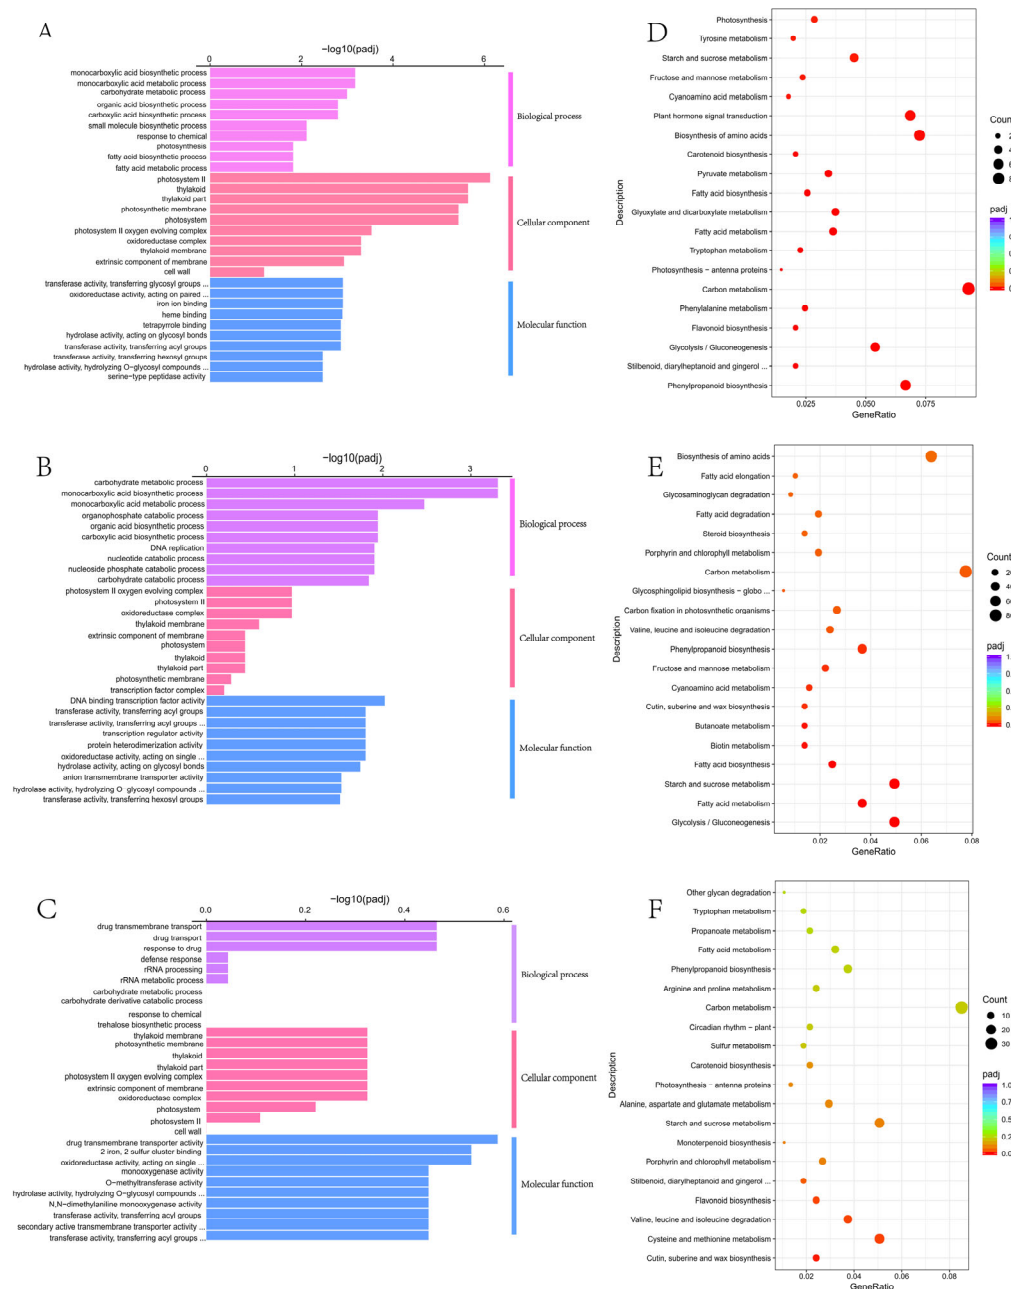 A
−log10(padj)
0 2 4 6
monocarboxylic acid biosynthetic process
monocarboxylic acid metabolic process
carbohydrate metabolic process
organic acid biosynthetic process
carboxylic acid biosynthetic process
small molecule biosynthetic process
response to chemical
photosynthesis
fatty acid biosynthetic process
fatty acid metabolic process
Biological process
photosystem II
thylakoid
thylakoid part
photosynthetic membrane
photosystem
photosystem II oxygen evolving complex
oxidoreductase complex
thylakoid membrane
extrinsic component of membrane
cell wall
Cellular component
transferase activity, transferring glycosyl groups ...
oxidoreductase activity, acting on paired ...
iron ion binding
heme binding
tetrapyrrole binding
hydrolase activity, acting on glycosyl bonds
transferase activity, transferring acyl groups
transferase activity, transferring hexosyl groups
hydrolase activity, hydrolyzing O−glycosyl compounds ...
serine−type peptidase activity
Molecular function
D
Description
Photosynthesis
Tyrosine metabolism
Starch and sucrose metabolism
Fructose and mannose metabolism
Cyanoamino acid metabolism
Plant hormone signal transduction
Biosynthesis of amino acids
Carotenoid biosynthesis
Pyruvate metabolism
Fatty acid biosynthesis
Glyoxylate and dicarboxylate metabolism
Fatty acid metabolism
Tryptophan metabolism
Photosynthesis − antenna proteins
Carbon metabolism
Phenylalanine metabolism
Flavonoid biosynthesis
Glycolysis / Gluconeogenesis
Stilbenoid, diarylheptanoid and gingerol ...
Phenylpropanoid biosynthesis
0.025 0.050 0.075
GeneRatio
Count
2
4
6
8
padj
1
0
0
0
0
B
−log10(padj)
0 1 2 3
carbohydrate metabolic process
monocarboxylic acid biosynthetic process
monocarboxylic acid metabolic process
organophosphate catabolic process
organic acid biosynthetic process
carboxylic acid biosynthetic process
DNA replication
nucleotide catabolic process
nucleoside phosphate catabolic process
carbohydrate catabolic process
Biological process
photosystem II oxygen evolving complex
photosystem II
oxidoreductase complex
thylakoid membrane
extrinsic component of membrane
photosystem
thylakoid
thylakoid part
photosynthetic membrane
transcription factor complex
Cellular component
DNA binding transcription factor activity
transferase activity, transferring acyl groups
transferase activity, transferring acyl groups ...
transcription regulator activity
protein heterodimerization activity
oxidoreductase activity, acting on single ...
hydrolase activity, acting on glycosyl bonds
anion transmembrane transporter activity
hydrolase activity, hydrolyzing O glycosyl compounds ...
transferase activity, transferring hexosyl groups
Molecular function
E
Description
Biosynthesis of amino acids
Fatty acid elongation
Glycosaminoglycan degradation
Fatty acid degradation
Steroid biosynthesis
Porphyrin and chlorophyll metabolism
Carbon metabolism
Glycosphingolipid biosynthesis − globo ...
Carbon fixation in photosynthetic organisms
Valine, leucine and isoleucine degradation
Phenylpropanoid biosynthesis
Fructose and mannose metabolism
Cyanoamino acid metabolism
Cutin, suberine and wax biosynthesis
Butanoate metabolism
Biotin metabolism
Fatty acid biosynthesis
Starch and sucrose metabolism
Fatty acid metabolism
Glycolysis / Gluconeogenesis
0.02 0.04 0.06 0.08
GeneRatio
Count
20
40
60
80
padj
1.
0.
0.
0.
0.
C
−log10(padj)
0.0 0.2 0.4 0.6
drug transmembrane transport
drug transport
response to drug
defense response
rRNA processing
rRNA metabolic process
carbohydrate metabolic process
carbohydrate derivative catabolic process
response to chemical
trehalose biosynthetic process
Biological process
thylakoid membrane
photosynthetic membrane
thylakoid
thylakoid part
photosystem II oxygen evolving complex
extrinsic component of membrane
oxidoreductase complex
photosystem
photosystem II
cell wall
Cellular component
drug transmembrane transporter activity
2 iron, 2 sulfur cluster binding
oxidoreductase activity, acting on single ...
monooxygenase activity
O−methyltransferase activity
hydrolase activity, hydrolyzing O−glycosyl compounds ...
N,N−dimethylaniline monooxygenase activity
transferase activity, transferring acyl groups
secondary active transmembrane transporter activity ...
transferase activity, transferring acyl groups ...
Molecular function
F
Description
Other glycan degradation
Tryptophan metabolism
Propanoate metabolism
Fatty acid metabolism
Phenylpropanoid biosynthesis
Arginine and proline metabolism
Carbon metabolism
Circadian rhythm − plant
Sulfur metabolism
Carotenoid biosynthesis
Photosynthesis − antenna proteins
Alanine, aspartate and glutamate metabolism
Starch and sucrose metabolism
Monoterpenoid biosynthesis
Porphyrin and chlorophyll metabolism
Stilbenoid, diarylheptanoid and gingerol ...
Flavonoid biosynthesis
Valine, leucine and isoleucine degradation
Cysteine and methionine metabolism
Cutin, suberine and wax biosynthesis
0.02 0.04 0.06 0.08
GeneRatio
Count
10
20
30
padj
1.0
0.7
0.5
0.2
0.0